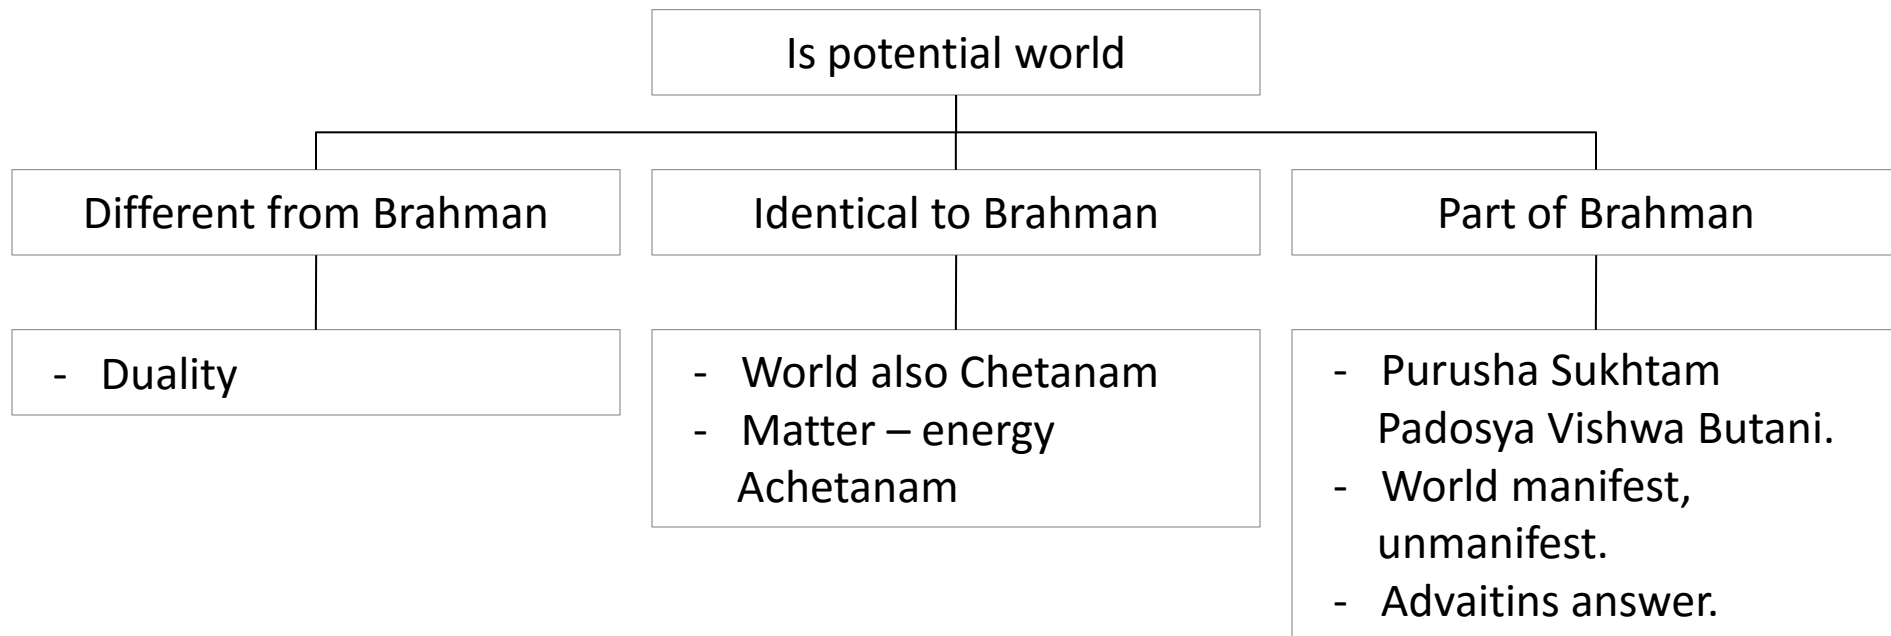 Is potential world
Different from Brahman
Identical to Brahman
Part of Brahman
- Duality
- World also Chetanam
- Matter – energy
Achetanam
- Purusha Sukhtam
Padosya Vishwa Butani.
- World manifest,
unmanifest.
- Advaitins answer.